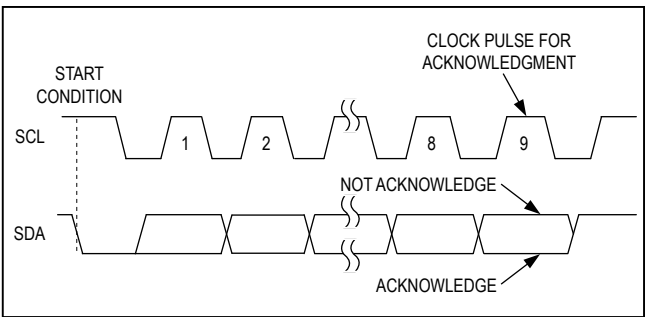 CLOCK PULSE FOR
ACKNOWLEDGMENT
START
CONDITION
SCL
1 2 8 9
NOT ACKNOWLEDGE
SDA
ACKNOWLEDGE